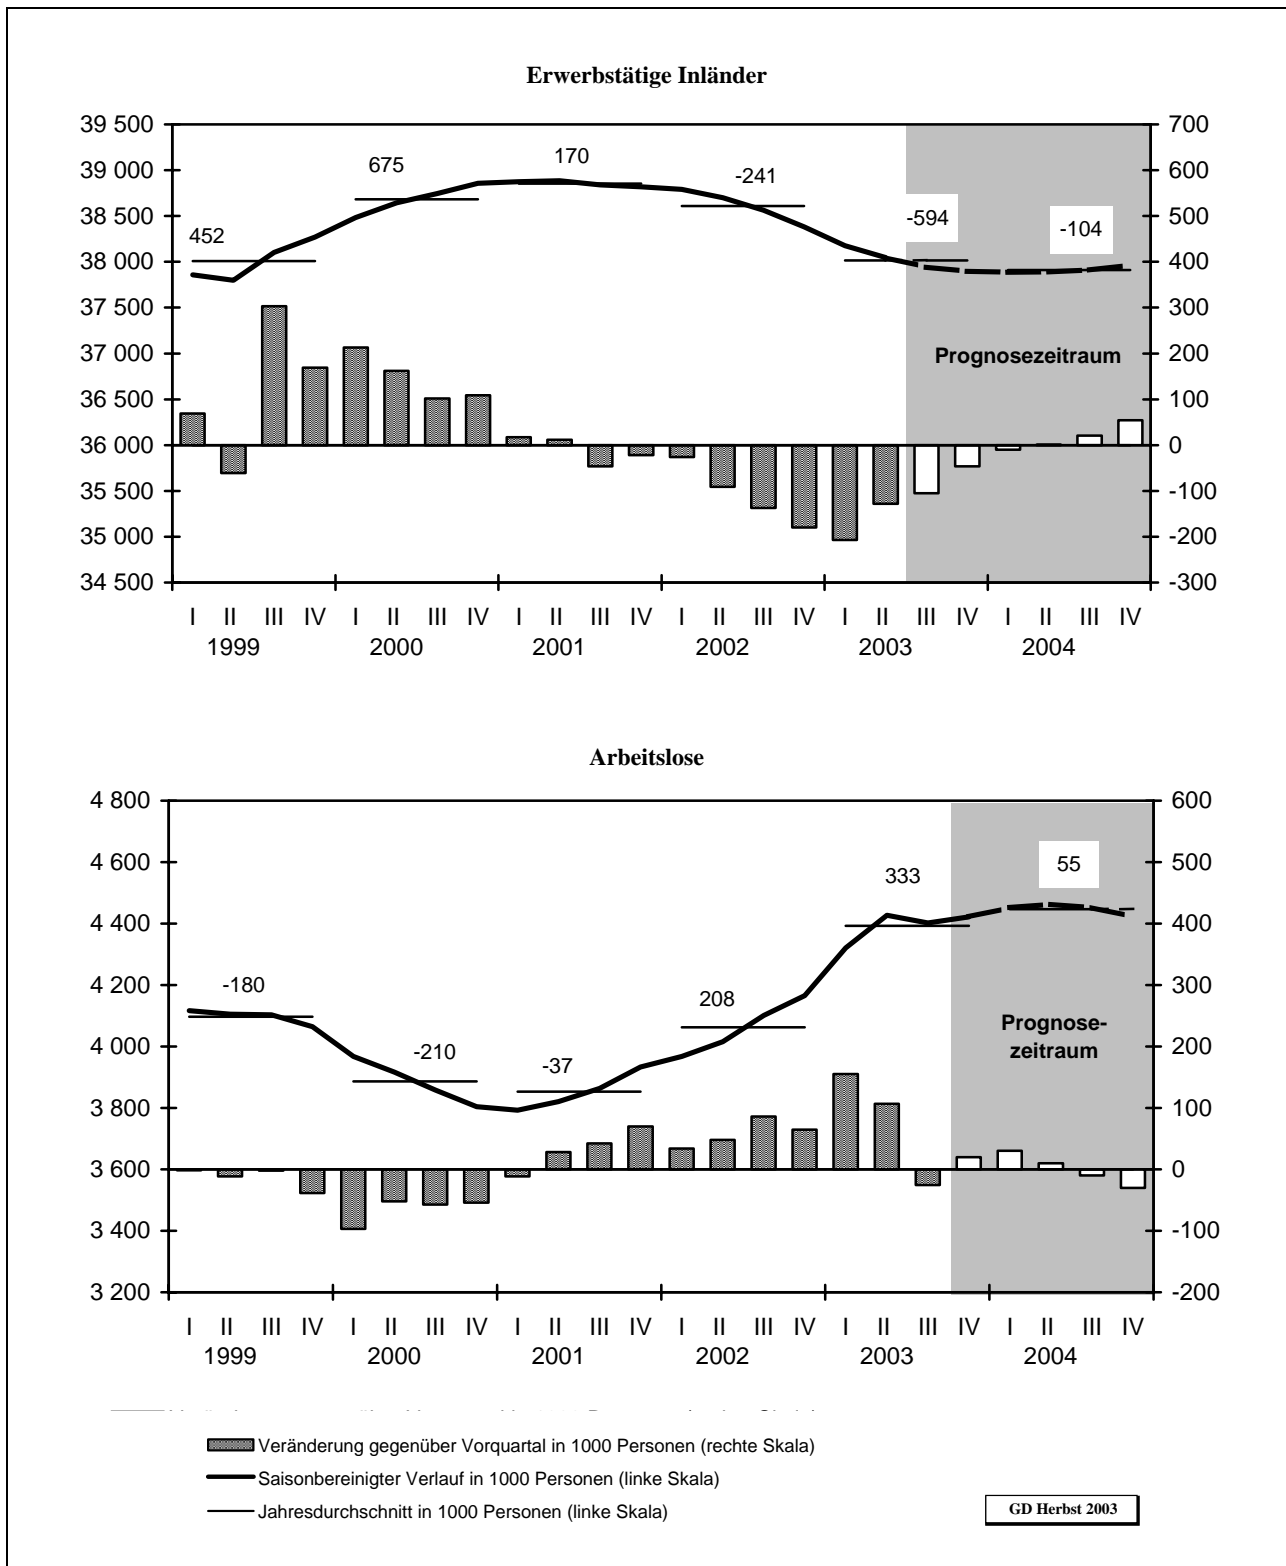 Erwerbstätige Inländer
39 500 700
39 000 600
38 500 500
38 000 400
37 500 300
37 000 200
36 500 100
36 000 0
35 500 -100
35 000 -200
34 500 -300
452 675 170 -241 -594 -104
Prognosezeitraum
I II III IV I II III IV I II III IV I II III IV I II III IV I II III IV
1999 2000 2001 2002 2003 2004
Arbeitslose
4 800 600
4 600 500
4 400 400
4 200 300
4 000 200
3 800 100
3 600 0
3 400 -100
3 200 -200
-180 -210 -37 208 333 55
Prognose-
zeitraum
I II III IV I II III IV I II III IV I II III IV I II III IV I II III IV
1999 2000 2001 2002 2003 2004
Veränderung gegenüber Vorquartal in 1000 Personen (rechte Skala)
Saisonbereinigter Verlauf in 1000 Personen (linke Skala)
Jahresdurchschnitt in 1000 Personen (linke Skala)
GD Herbst 2003